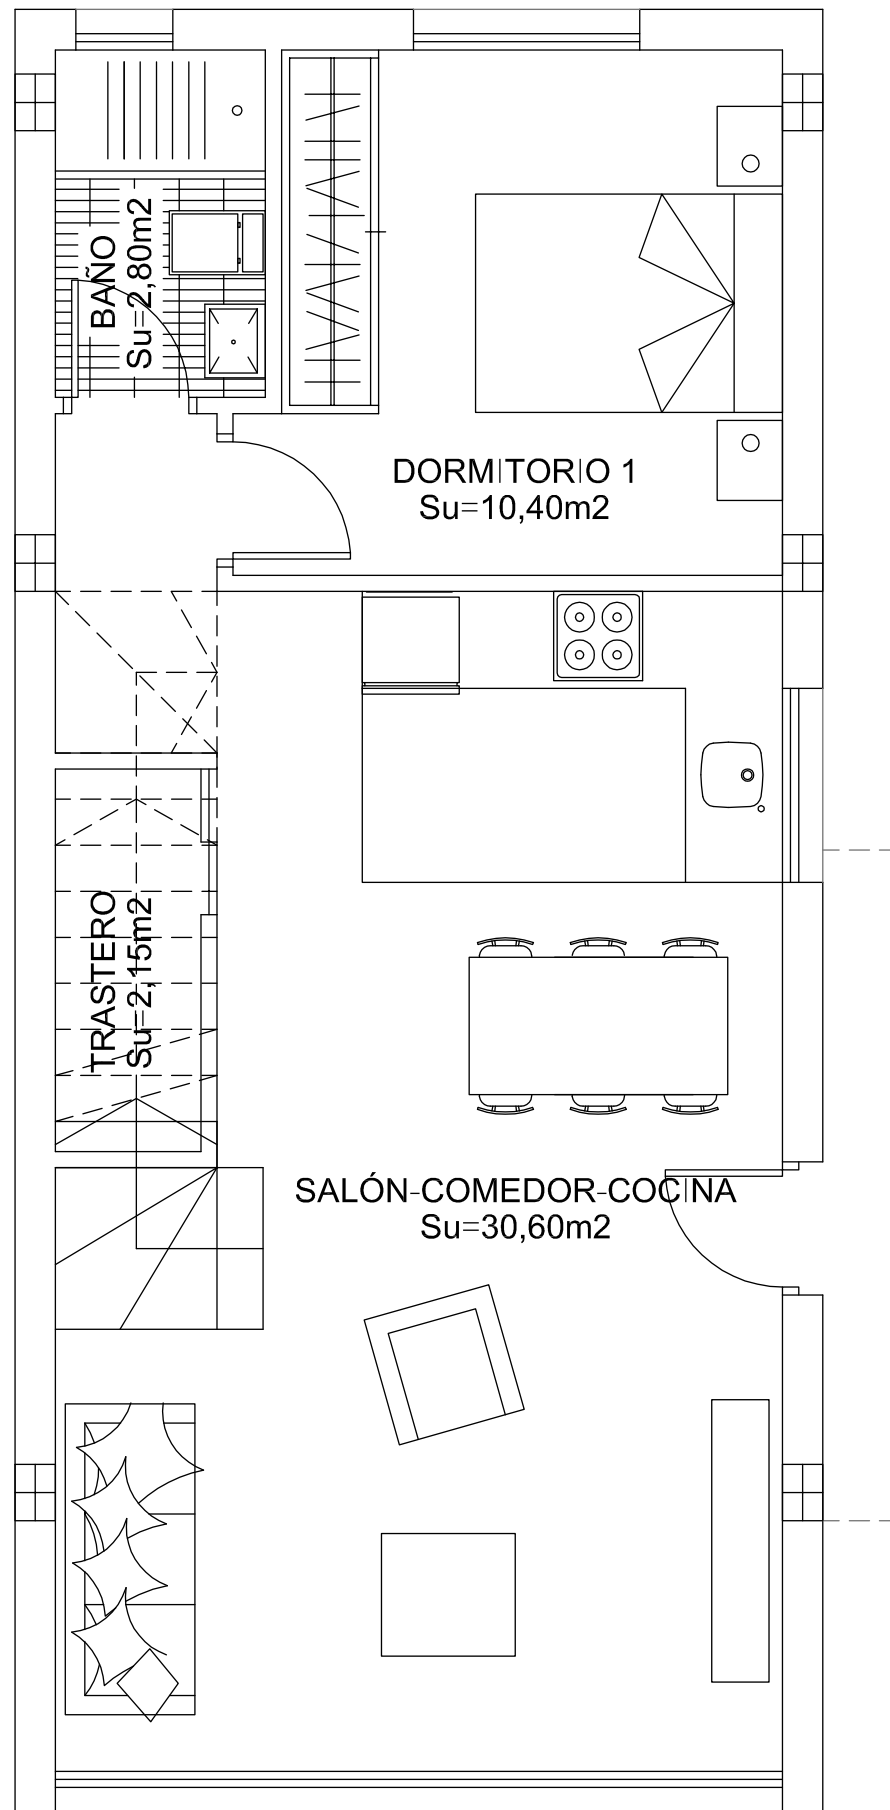 BAÑO
Su=2,80m2
DORMITORIO 1
Su=10,40m2
TRASTERO
Su=2,15m2
SALÓN-COMEDOR-COCINA
Su=30,60m2